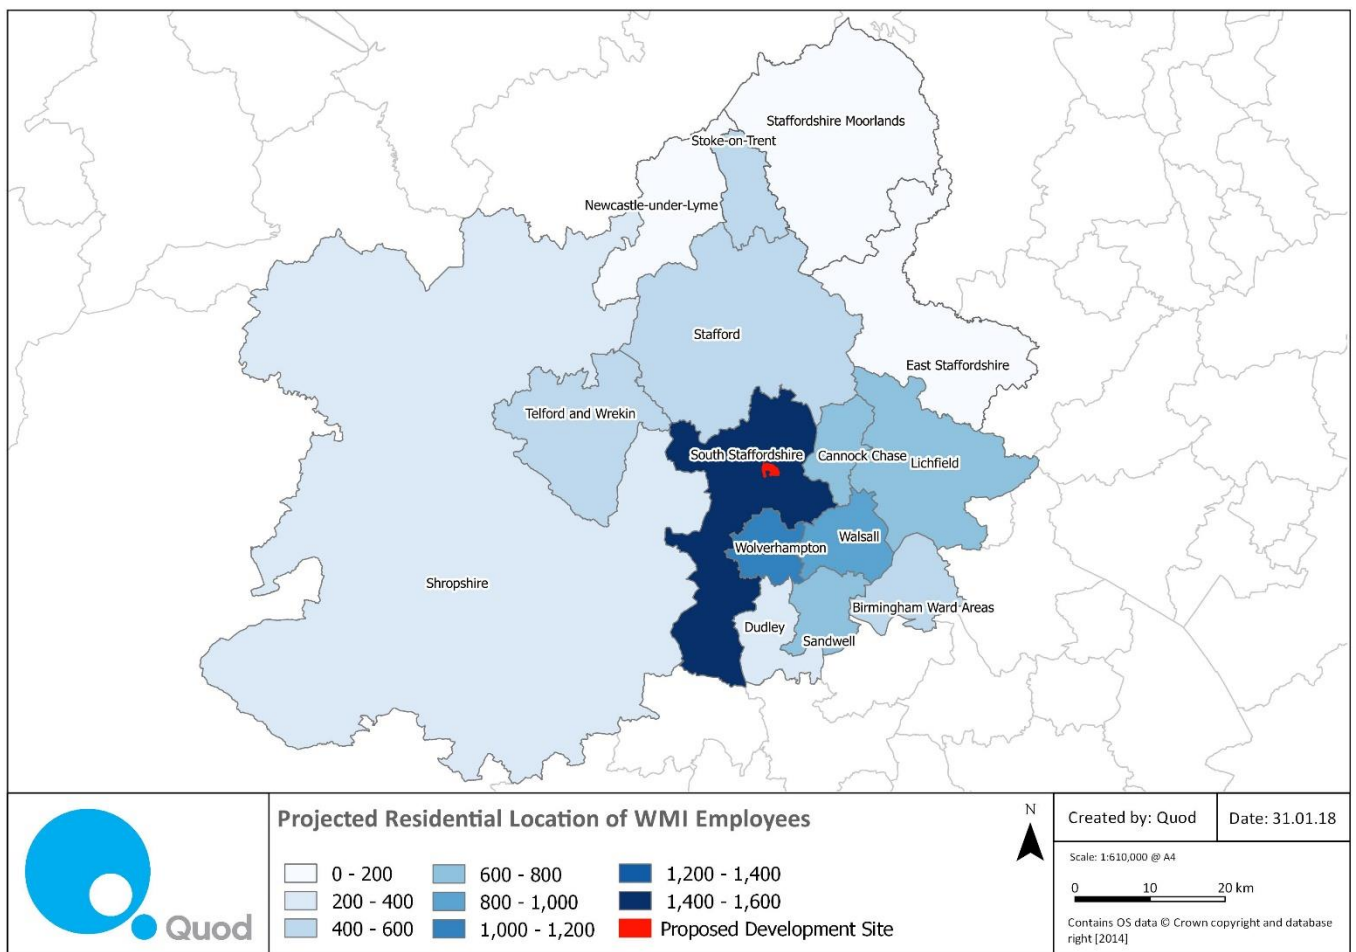 Staffordshire Moorlands
Stoke-on-Trent
Newcastle-under-Lyme
Stafford
East Staffordshire
Telford and Wrekin
South Staffordshire
Cannock Chase
Lichfield
Walsall
Wolverhampton
Shropshire
Birmingham Ward Areas
Dudley
Sandwell
Quod
Projected Residential Location of WMI Employees
0 - 200
200 - 400
400 - 600
600 - 800
800 - 1,000
1,000 - 1,200
1,200 - 1,400
1,400 - 1,600
Proposed Development Site
N
Created by: Quod
Date: 31.01.18
Scale: 1:610,000 @ A4
0 10 20 km
Contains OS data © Crown copyright and database
right [2014]